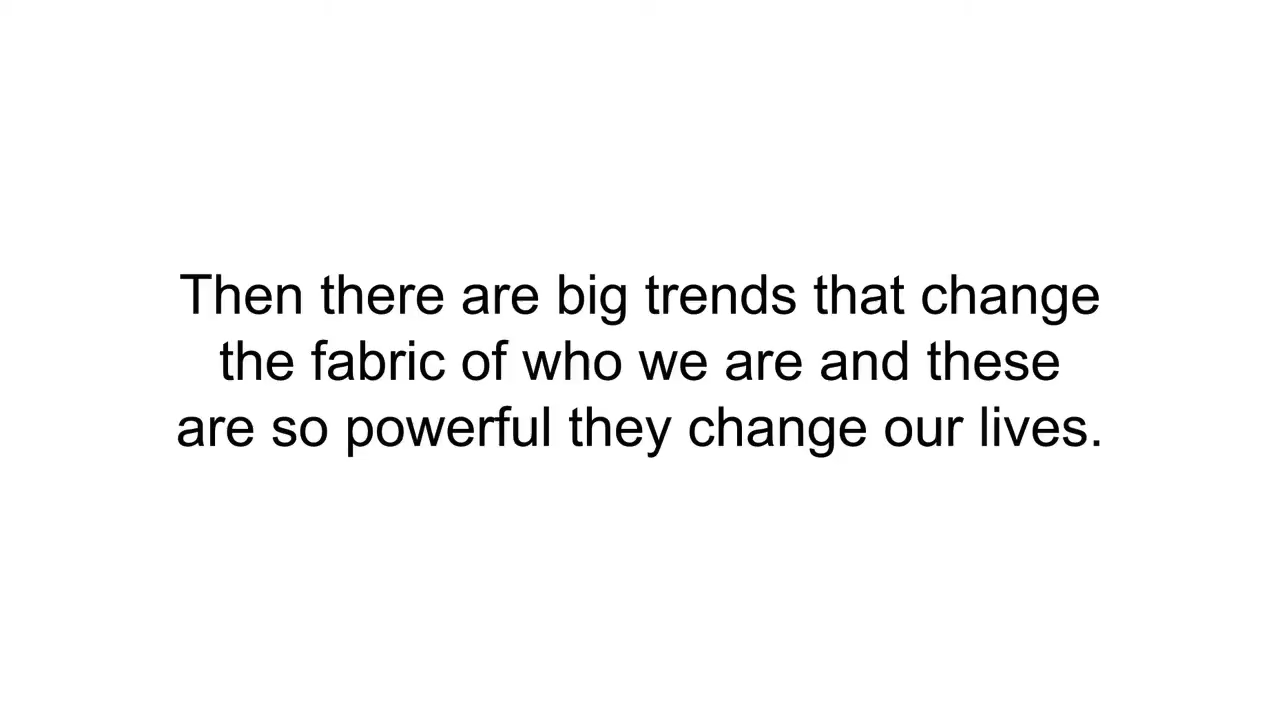 Then there are big trends that change
the fabric of who we are and these
are so powerful they change our lives.